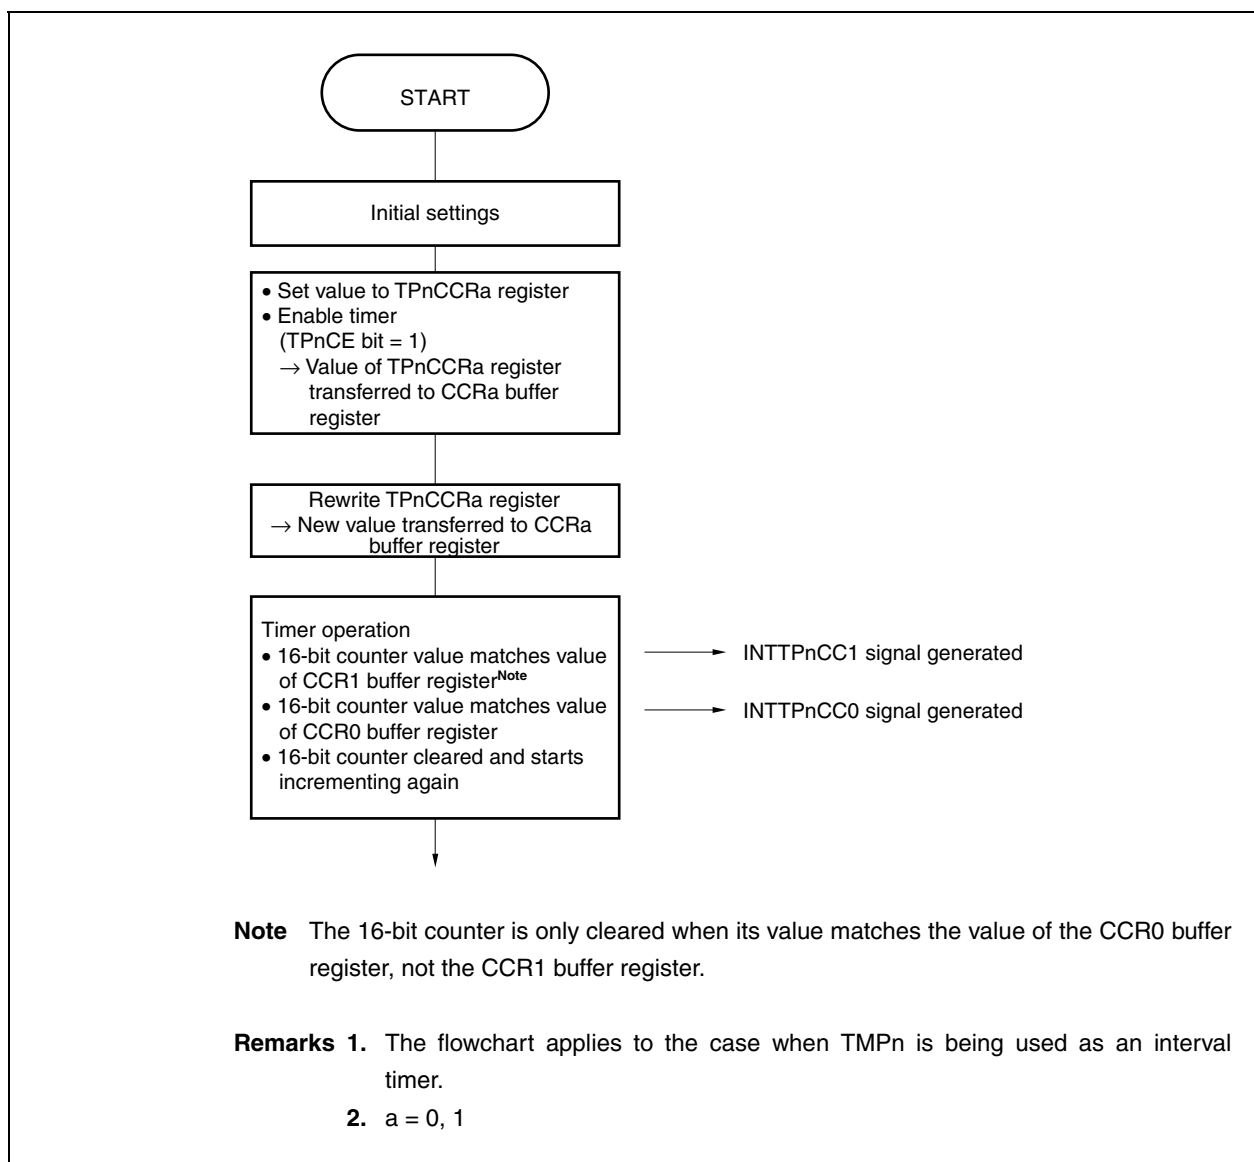 START
Initial settings
• Set value to TPnCCRa register
• Enable timer
(TPnCE bit = 1)
→ Value of TPnCCRa register
transferred to CCRa buffer
register
Rewrite TPnCCRa register
→ New value transferred to CCRa
buffer register
Timer operation
• 16-bit counter value matches value
of CCR1 buffer registerNote
• 16-bit counter value matches value
of CCR0 buffer register
• 16-bit counter cleared and starts
incrementing again
INTTPnCC1 signal generated
INTTPnCC0 signal generated
Note The 16-bit counter is only cleared when its value matches the value of the CCR0 buffer
register, not the CCR1 buffer register.
Remarks 1. The flowchart applies to the case when TMPn is being used as an interval
timer.
2. a = 0, 1